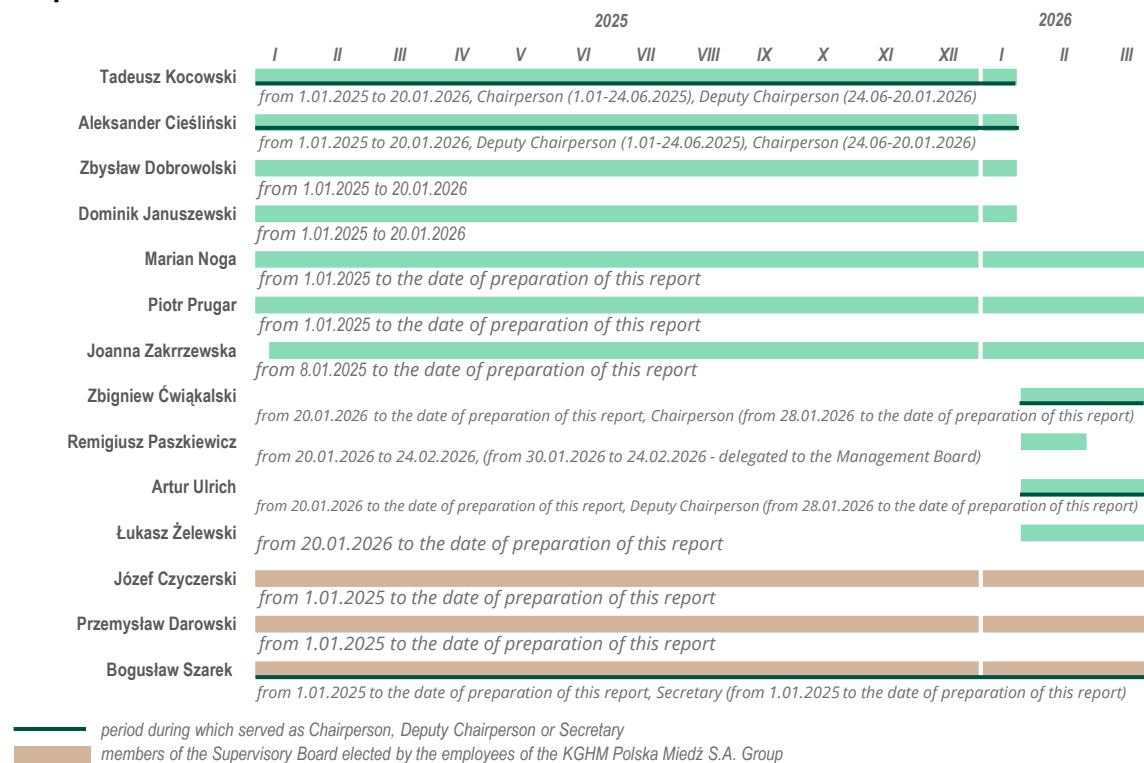 2025 2026
I II III IV V VI VII VIII IX X XI XII I II III
Tadeusz Kocowski
from 1.01.2025 to 20.01.2026, Chairperson (1.01-24.06.2025), Deputy Chairperson (24.06-20.01.2026)
Aleksander Cieśliński
from 1.01.2025 to 20.01.2026, Deputy Chairperson (1.01-24.06.2025), Chairperson (24.06-20.01.2026)
Zbysław Dobrowolski
from 1.01.2025 to 20.01.2026
Dominik Januszewski
from 1.01.2025 to 20.01.2026
Marian Noga
from 1.01.2025 to the date of preparation of this report
Piotr Prugar
from 1.01.2025 to the date of preparation of this report
Joanna Zakrrzewska
from 8.01.2025 to the date of preparation of this report
Zbigniew Ćwiąkalski
from 20.01.2026 to the date of preparation of this report, Chairperson (from 28.01.2026 to the date of preparation of this report)
Remigiusz Paszkiewicz
from 20.01.2026 to 24.02.2026, (from 30.01.2026 to 24.02.2026 - delegated to the Management Board)
Artur Ulrich
from 20.01.2026 to the date of preparation of this report, Deputy Chairperson (from 28.01.2026 to the date of preparation of this report)
Łukasz Żelewski
from 20.01.2026 to the date of preparation of this report
Józef Czyczerski
from 1.01.2025 to the date of preparation of this report
Przemysław Darowski
from 1.01.2025 to the date of preparation of this report
Bogusław Szarek
from 1.01.2025 to the date of preparation of this report, Secretary (from 1.01.2025 to the date of preparation of this report)
period during which served as Chairperson, Deputy Chairperson or Secretary
members of the Supervisory Board elected by the employees of the KGHM Polska Miedź S.A. Group